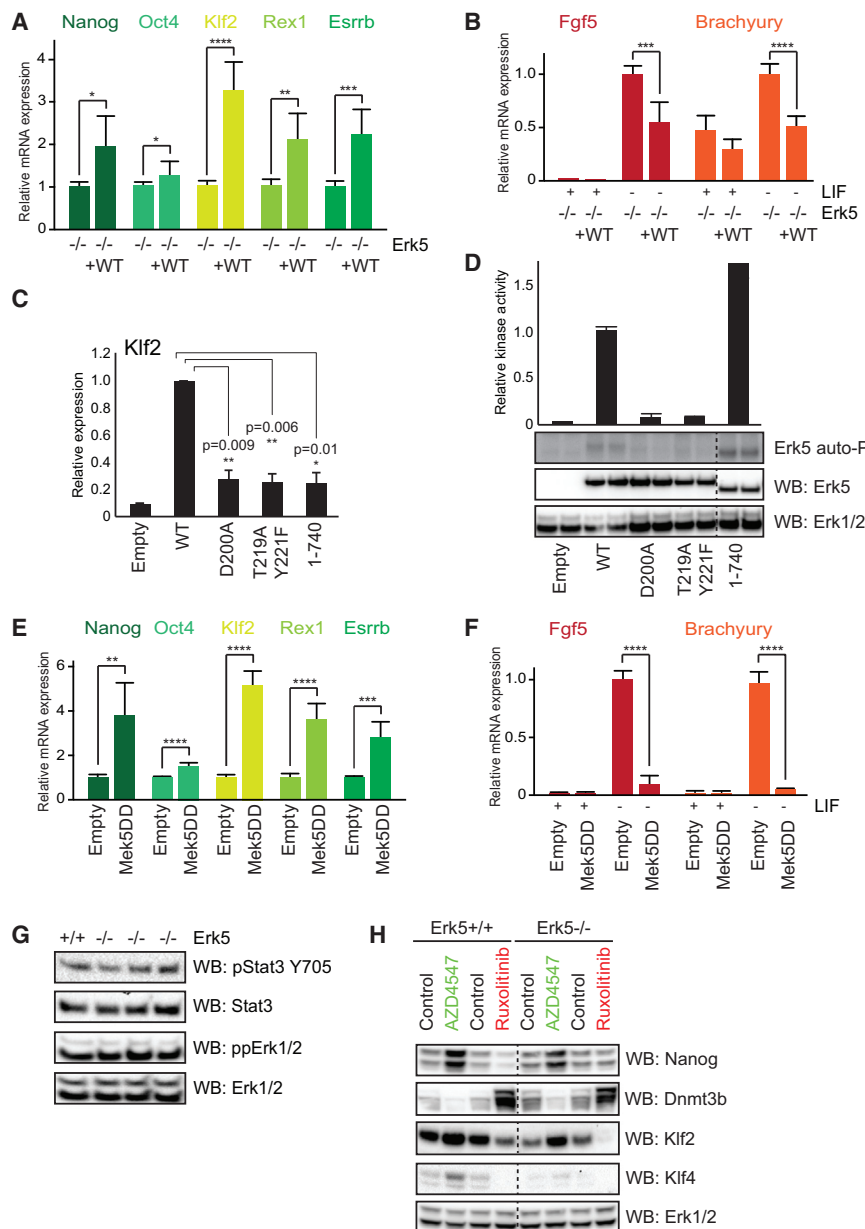 A
Nanog Oct4 Klf2 Rex1 Esrrb
Relative mRNA expression
4
2
1
0
* * **** ** ***
-/- -/- -/- -/- -/- -/- -/- -/- -/- -/- Erk5
+WT +WT +WT +WT +WT
B
Fgf5 Brachyury
Relative mRNA expression
1.0
0.5
0
*** ****
+ + - - + + - - LIF
-/- -/- -/- -/- -/- -/- -/- -/- Erk5
+WT +WT +WT +WT
C
Klf2
Relative expression
1.2
1.0
0.8
0.6
0.4
0.2
0
p=0.009 p=0.006 p=0.01
** ** *
Empty
WT
D200A
T219A
Y221F
1-740
D
Relative kinase activity
1.5
1.0
0
Erk5 auto-P
WB: Erk5
WB: Erk1/2
Empty
WT
D200A
T219A
Y221F
1-740
E
Nanog Oct4 Klf2 Rex1 Esrrb
Relative mRNA expression
6
4
2
0
** **** **** **** ***
Empty Mek5DD Empty Mek5DD Empty Mek5DD Empty Mek5DD Empty Mek5DD
F
Fgf5 Brachyury
Relative mRNA expression
1.0
0.5
0
**** ****
+ + - - + + - - LIF
Empty Mek5DD Empty Mek5DD Empty Mek5DD Empty Mek5DD
G
+/+ -/- -/- -/- Erk5
WB: pStat3 Y705
WB: Stat3
WB: ppErk1/2
WB: Erk1/2
H
Erk5+/+ Erk5-/-
Control AZD4547 Control Ruxolitinib Control AZD4547 Control Ruxolitinib
WB: Nanog
WB: Dnmt3b
WB: Klf2
WB: Klf4
WB: Erk1/2